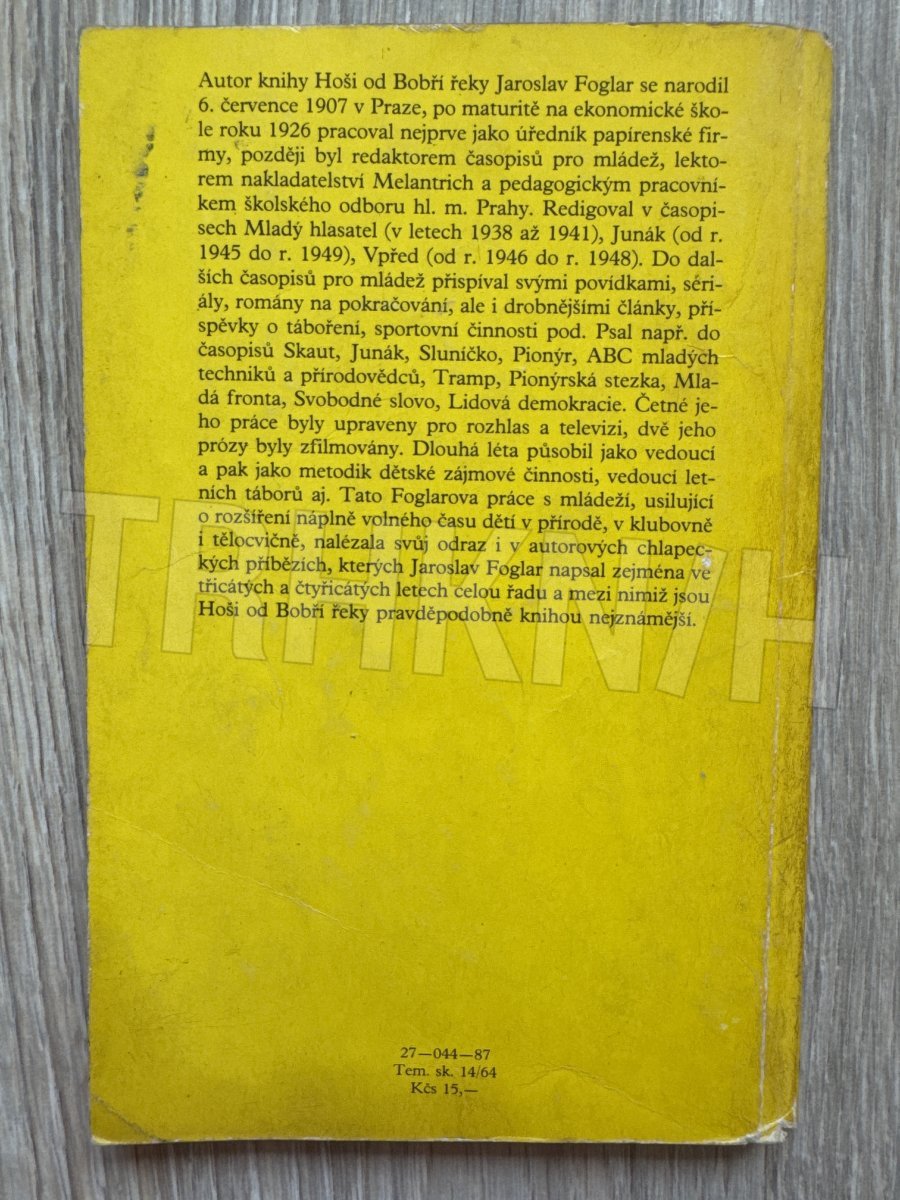 Autor knihy Hoši od Bobří řeky Jaroslav Foglar se narodil
6. července 1907 v Praze, po maturitě na ekonomické ško-
le roku 1926 pracoval nejprve jako úředník papírenské fir-
my, později byl redaktorem časopisů pro mládež, lekto-
rem nakladatelství Melantrich a pedagogickým pracovní-
kem školského odboru hl. m. Prahy. Redigoval v časopi-
sech Mladý hlasatel (v letech 1938 až 1941), Junák (od r.
1945 do r. 1949), Vpřed (od r. 1946 do r. 1948). Do dal-
ších časopisů pro mládež přispíval svými povídkami, séri-
ály, romány na pokračování, ale i drobnějšími články, pří-
spěvky o táboření, sportovní činnosti pod. Psal např. do
časopisů Skaut, Junák, Sluníčko, Pionýr, ABC mladých
techniků a přírodovědců, Tramp, Pionýrská stezka, Mla-
dá fronta, Svobodné slovo, Lidová demokracie. Četné je-
ho práce byly upraveny pro rozhlas a televizi, dvě jeho
prózy byly zfilmovány. Dlouhá léta působil jako vedoucí
a pak jako metodik dětské zájmové činnosti, vedoucí let-
ních táborů aj. Tato Foglarova práce s mládeží, usilující
o rozšíření náplně volného času dětí v přírodě, v klubovně
i tělocvičně, nalézala svůj odraz i v autorových chlapec-
kých příbězích, kterých Jaroslav Foglar napsal zejména ve
třicátých a čtyřicátých letech celou řadu a mezi nimiž jsou
Hoši od Bobří řeky pravděpodobně knihou nejznámější.
27—044—87
Tem. sk. 14/64
Kčs 15,—